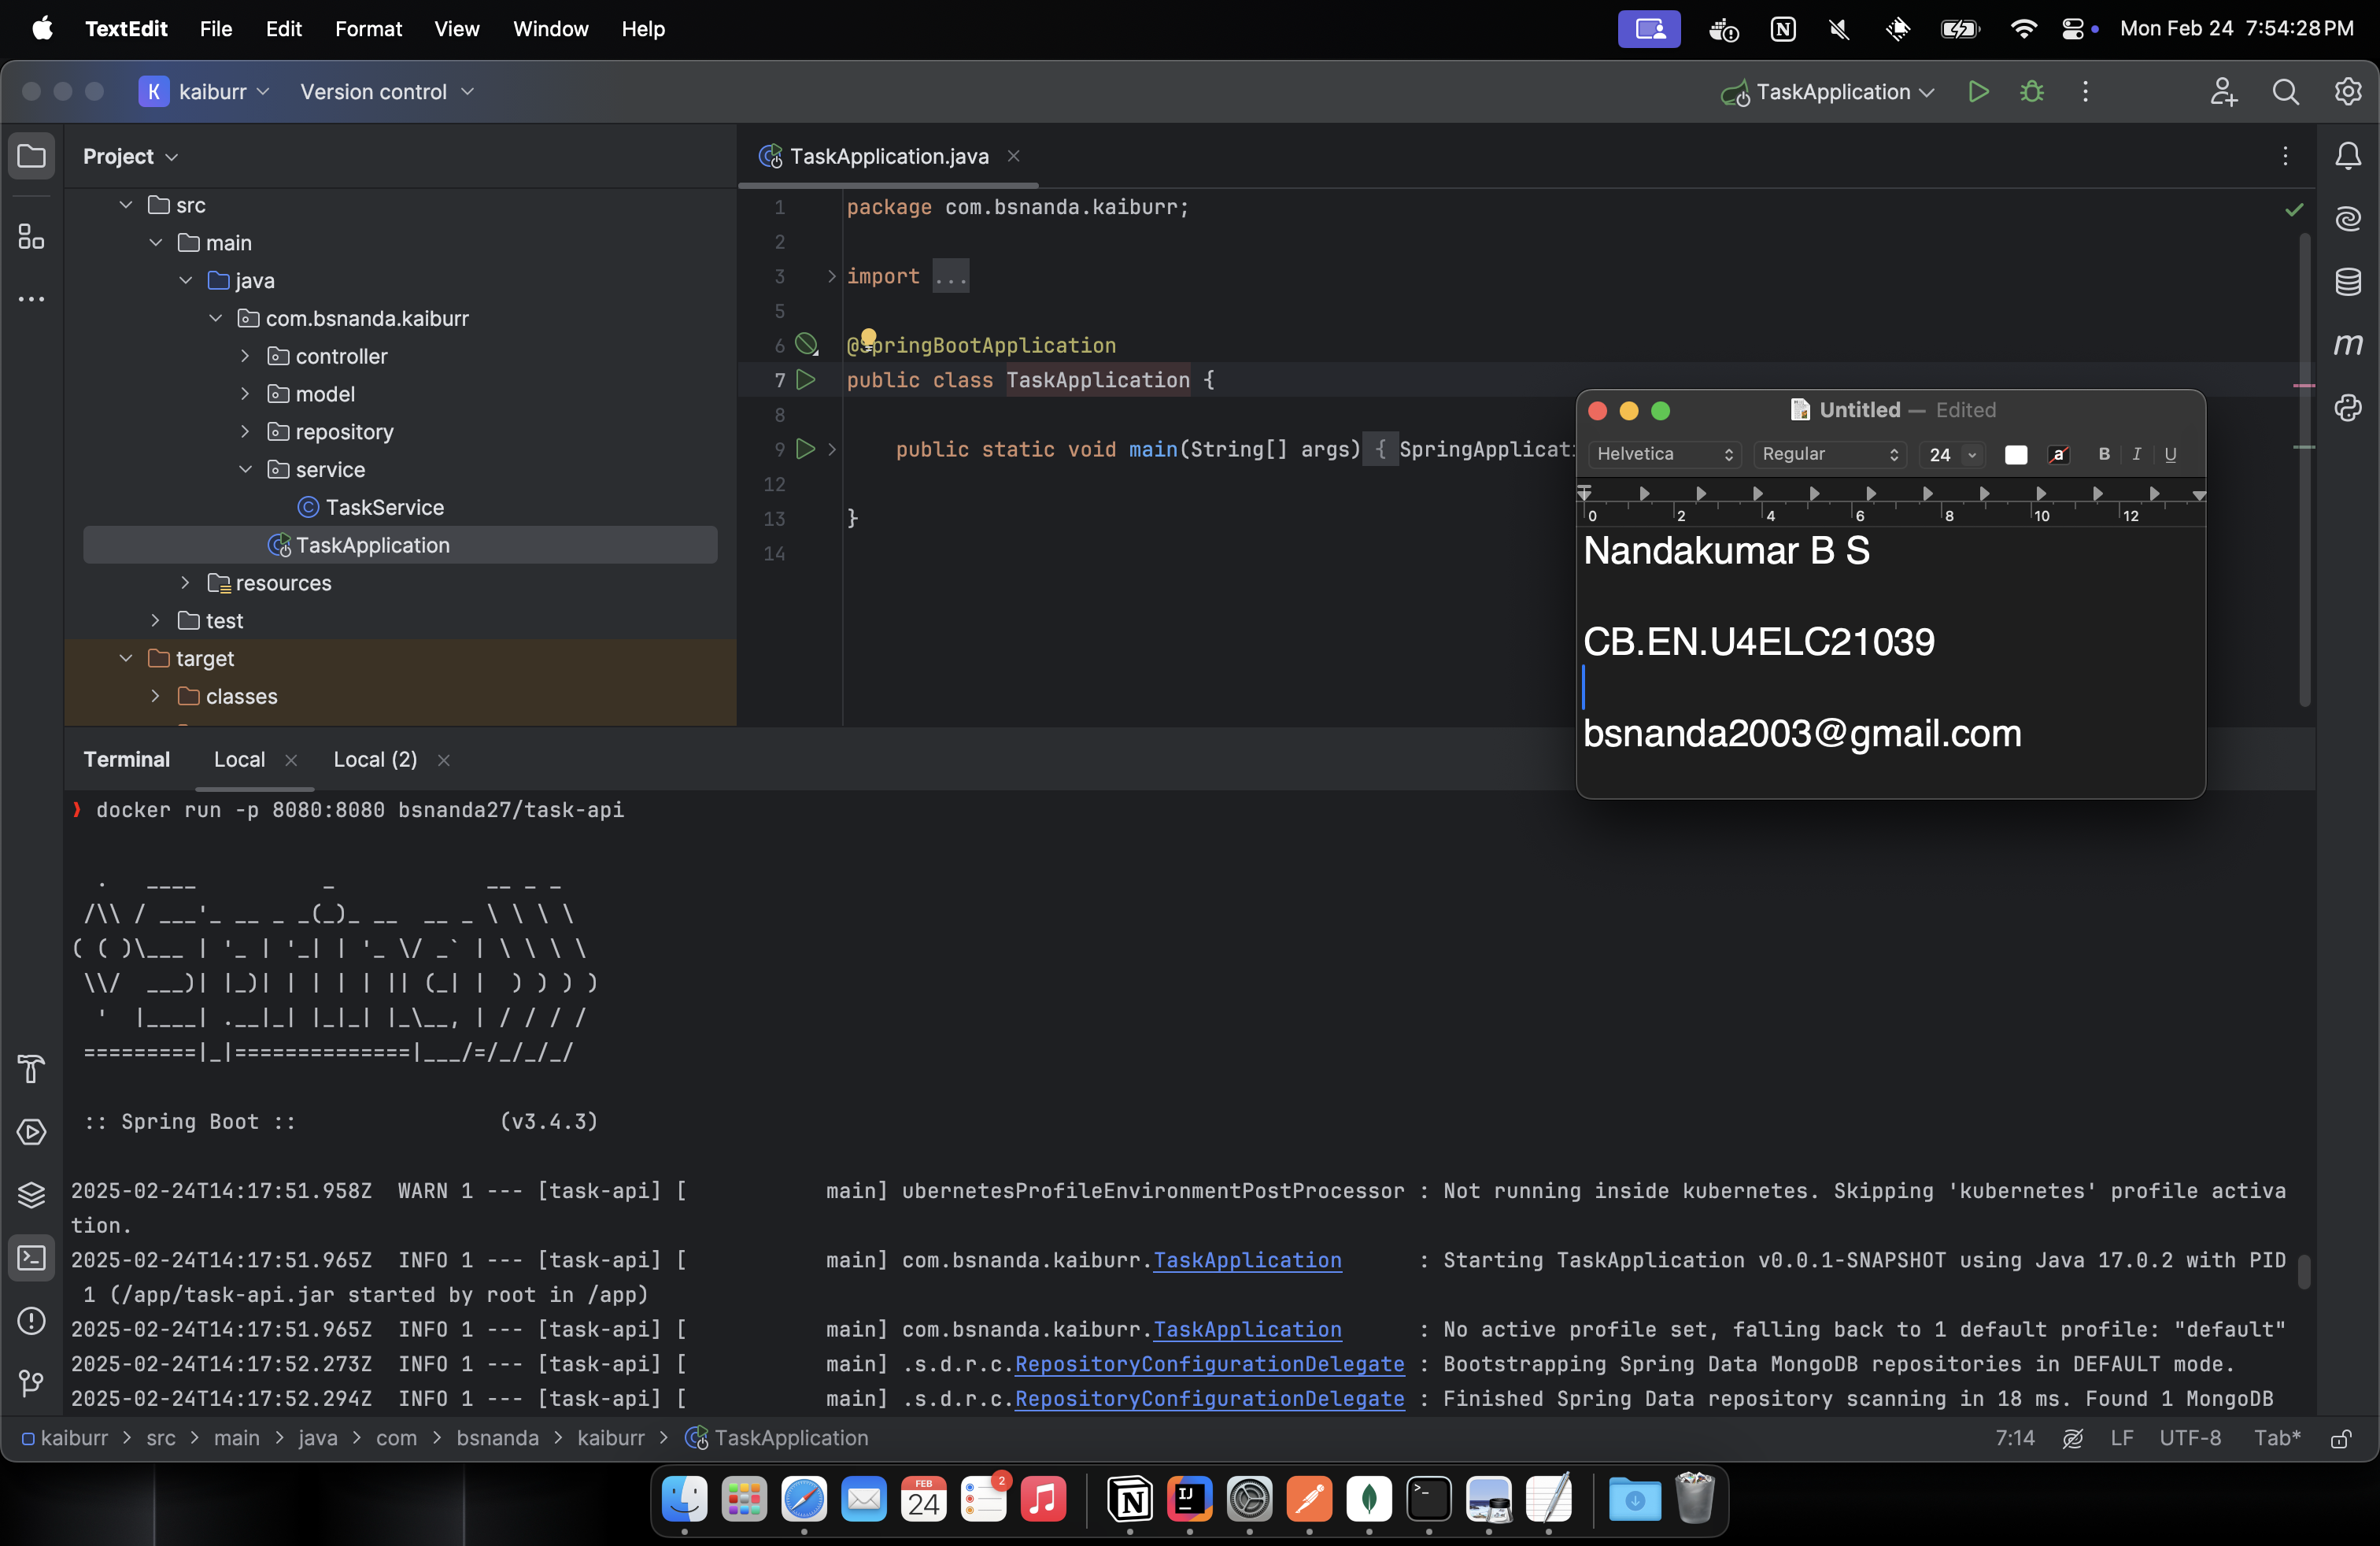 TextEdit File Edit Format View Window Help Mon Feb 24 7:54:28 PM
K kaiburr Version control TaskApplication
Project
src
main
java
com.bsnanda.kaiburr
controller
model
repository
service
TaskService
TaskApplication
resources
test
target
classes
TaskApplication.java
1 package com.bsnanda.kaiburr;
2
3 import ...
5
6 @SpringBootApplication
7 public class TaskApplication {
8
9 public static void main(String[] args) { SpringApplicati
12
13 }
14
Untitled — Edited
Helvetica Regular 24 a B I U
0 2 4 6 8 10 12
Nandakumar B S
CB.EN.U4ELC21039
bsnanda2003@gmail.com
Terminal Local Local (2)
❯ docker run -p 8080:8080 bsnanda27/task-api
  .   ____          _            __ _ _
 /\\ / ___'_ __ _ _(_)_ __  __ _ \ \ \ \
( ( )\___ | '_ | '_| | '_ \/ _` | \ \ \ \
 \\/  ___)| |_)| | | | | || (_| |  ) ) ) )
  '  |____| .__|_| |_|_| |_\__, | / / / /
 =========|_|==============|___/=/_/_/_/
 :: Spring Boot ::                (v3.4.3)
2025-02-24T14:17:51.958Z  WARN 1 --- [task-api] [           main] ubernetesProfileEnvironmentPostProcessor : Not running inside kubernetes. Skipping 'kubernetes' profile activa
tion.
2025-02-24T14:17:51.965Z  INFO 1 --- [task-api] [           main] com.bsnanda.kaiburr.TaskApplication      : Starting TaskApplication v0.0.1-SNAPSHOT using Java 17.0.2 with PID
 1 (/app/task-api.jar started by root in /app)
2025-02-24T14:17:51.965Z  INFO 1 --- [task-api] [           main] com.bsnanda.kaiburr.TaskApplication      : No active profile set, falling back to 1 default profile: "default"
2025-02-24T14:17:52.273Z  INFO 1 --- [task-api] [           main] .s.d.r.c.RepositoryConfigurationDelegate : Bootstrapping Spring Data MongoDB repositories in DEFAULT mode.
2025-02-24T14:17:52.294Z  INFO 1 --- [task-api] [           main] .s.d.r.c.RepositoryConfigurationDelegate : Finished Spring Data repository scanning in 18 ms. Found 1 MongoDB
kaiburr > src > main > java > com > bsnanda > kaiburr > TaskApplication 7:14 LF UTF-8 Tab*
FEB
24
2
N
IJ